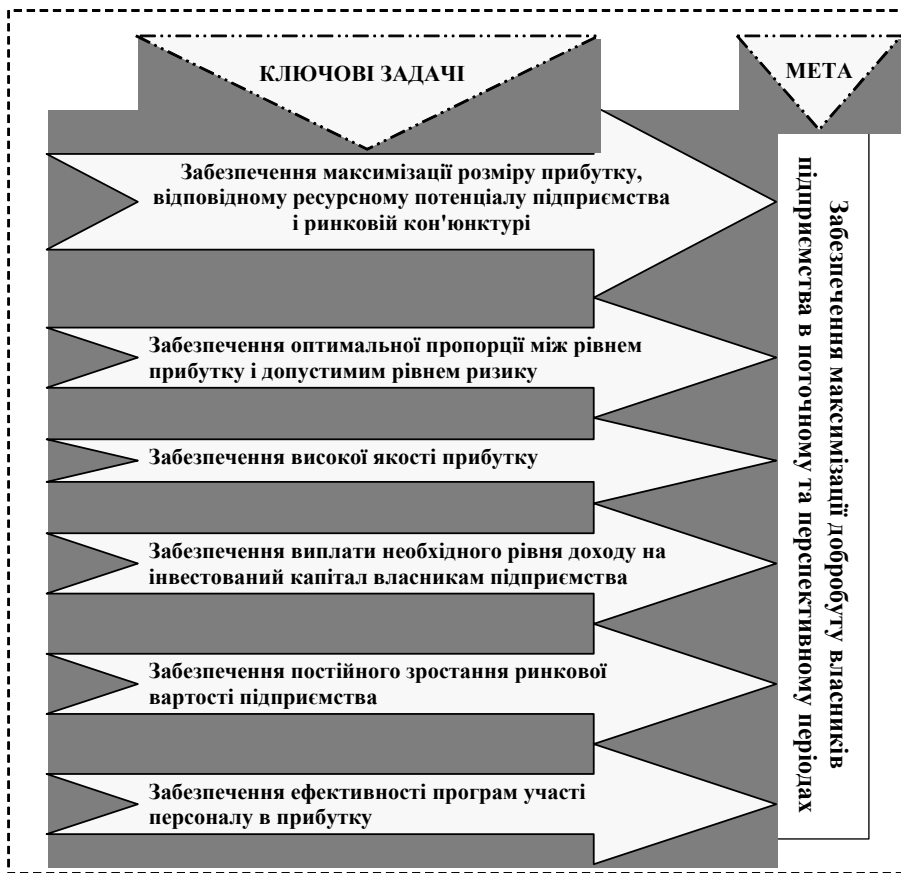 КЛЮЧОВІ ЗАДАЧІ
МЕТА
Забезпечення максимізації розміру прибутку,
відповідному ресурсному потенціалу підприємства
і ринковій кон'юнктурі
Забезпечення оптимальної пропорції між рівнем
прибутку і допустимим рівнем ризику
Забезпечення високої якості прибутку
Забезпечення виплати необхідного рівня доходу на
інвестований капітал власникам підприємства
Забезпечення постійного зростання ринкової
вартості підприємства
Забезпечення ефективності програм участі
персоналу в прибутку
Забезпечення максимізації добробуту власників
підприємства в поточному та перспективному періодах